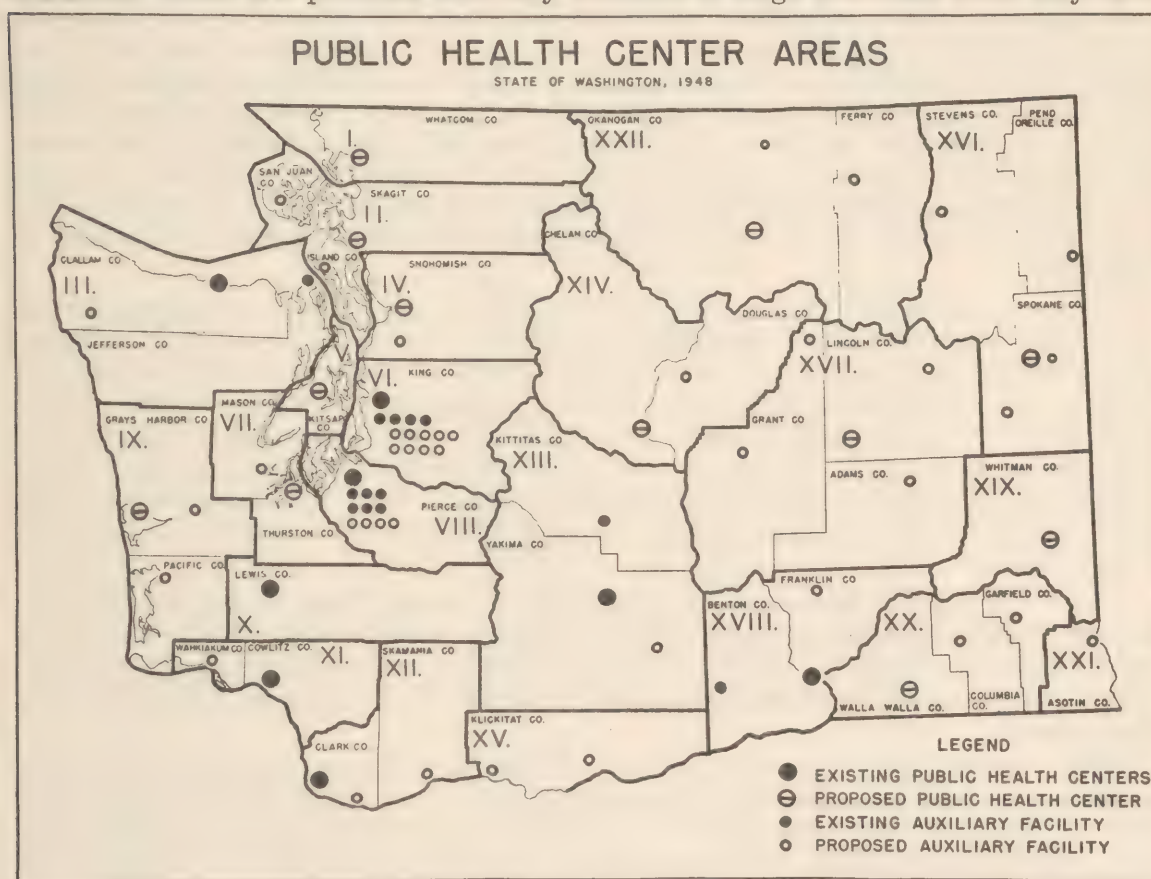 PUBLIC HEALTH CENTER AREAS
STATE OF WASHINGTON, 1948
WHATCOM CO
I.
OKANOGAN CO
XXII.
FERRY CO
STEVENS CO.
XVI.
PEND
OREILLE CO.
SAN JUAN
CO
SKAGIT CO
II.
CHELAN CO
XIV.
CLALLAM CO
III.
ISLAND CO.
SNOHOMISH CO
IV.
DOUGLAS CO
SPOKANE CO.
JEFFERSON CO
V.
VI.
KING CO
LINCOLN CO.
XVII.
MASON CO.
VII.
KITSAP
CO
GRAYS HARBOR CO
IX.
KITTITAS CO
XIII.
GRANT CO
ADAMS CO.
WHITMAN CO.
XIX.
PIERCE CO
VIII.
THURSTON CO
YAKIMA CO
PACIFIC CO.
LEWIS CO.
X.
FRANKLIN CO
BENTON CO.
XVIII.
GARFIELD CO.
XX.
WAHKIAKUM CO
COWLITZ CO.
XI.
SKAMANIA CO
XII.
XXI.
COLUMBIA
CO.
WALLA WALLA CO.
ASOTIN CO.
KLICKITAT CO.
XV.
CLARK CO
LEGEND
EXISTING PUBLIC HEALTH CENTERS
PROPOSED PUBLIC HEALTH CENTER
EXISTING AUXILIARY FACILITY
PROPOSED AUXILIARY FACILITY